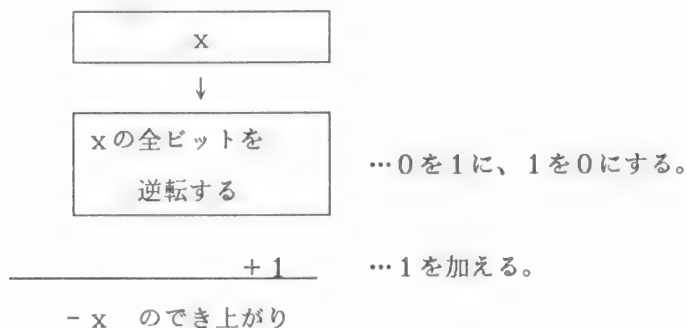 x
↓
xの全ビットを
逆転する …0を1に、1を0にする。
+1 …1を加える。
-x のでき上がり